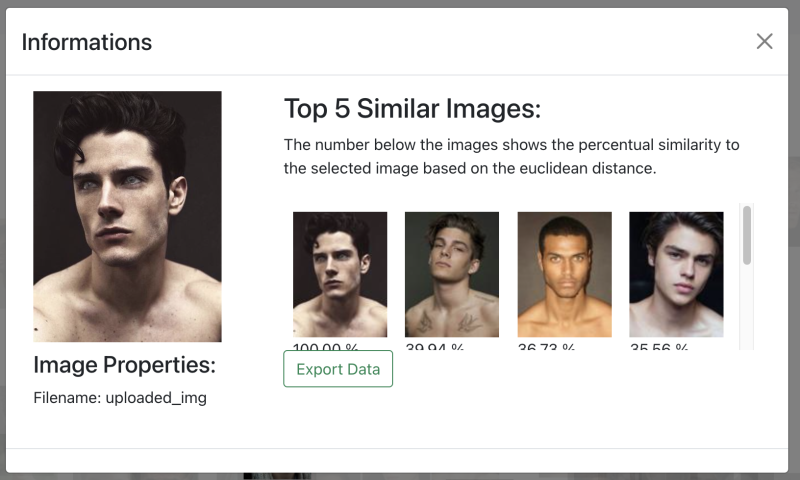 Informations
Top 5 Similar Images:
The number below the images shows the percentual similarity to
the selected image based on the euclidean distance.
100.00 %
39.94 %
36.73 %
35.56 %
Export Data
Image Properties:
Filename: uploaded_img